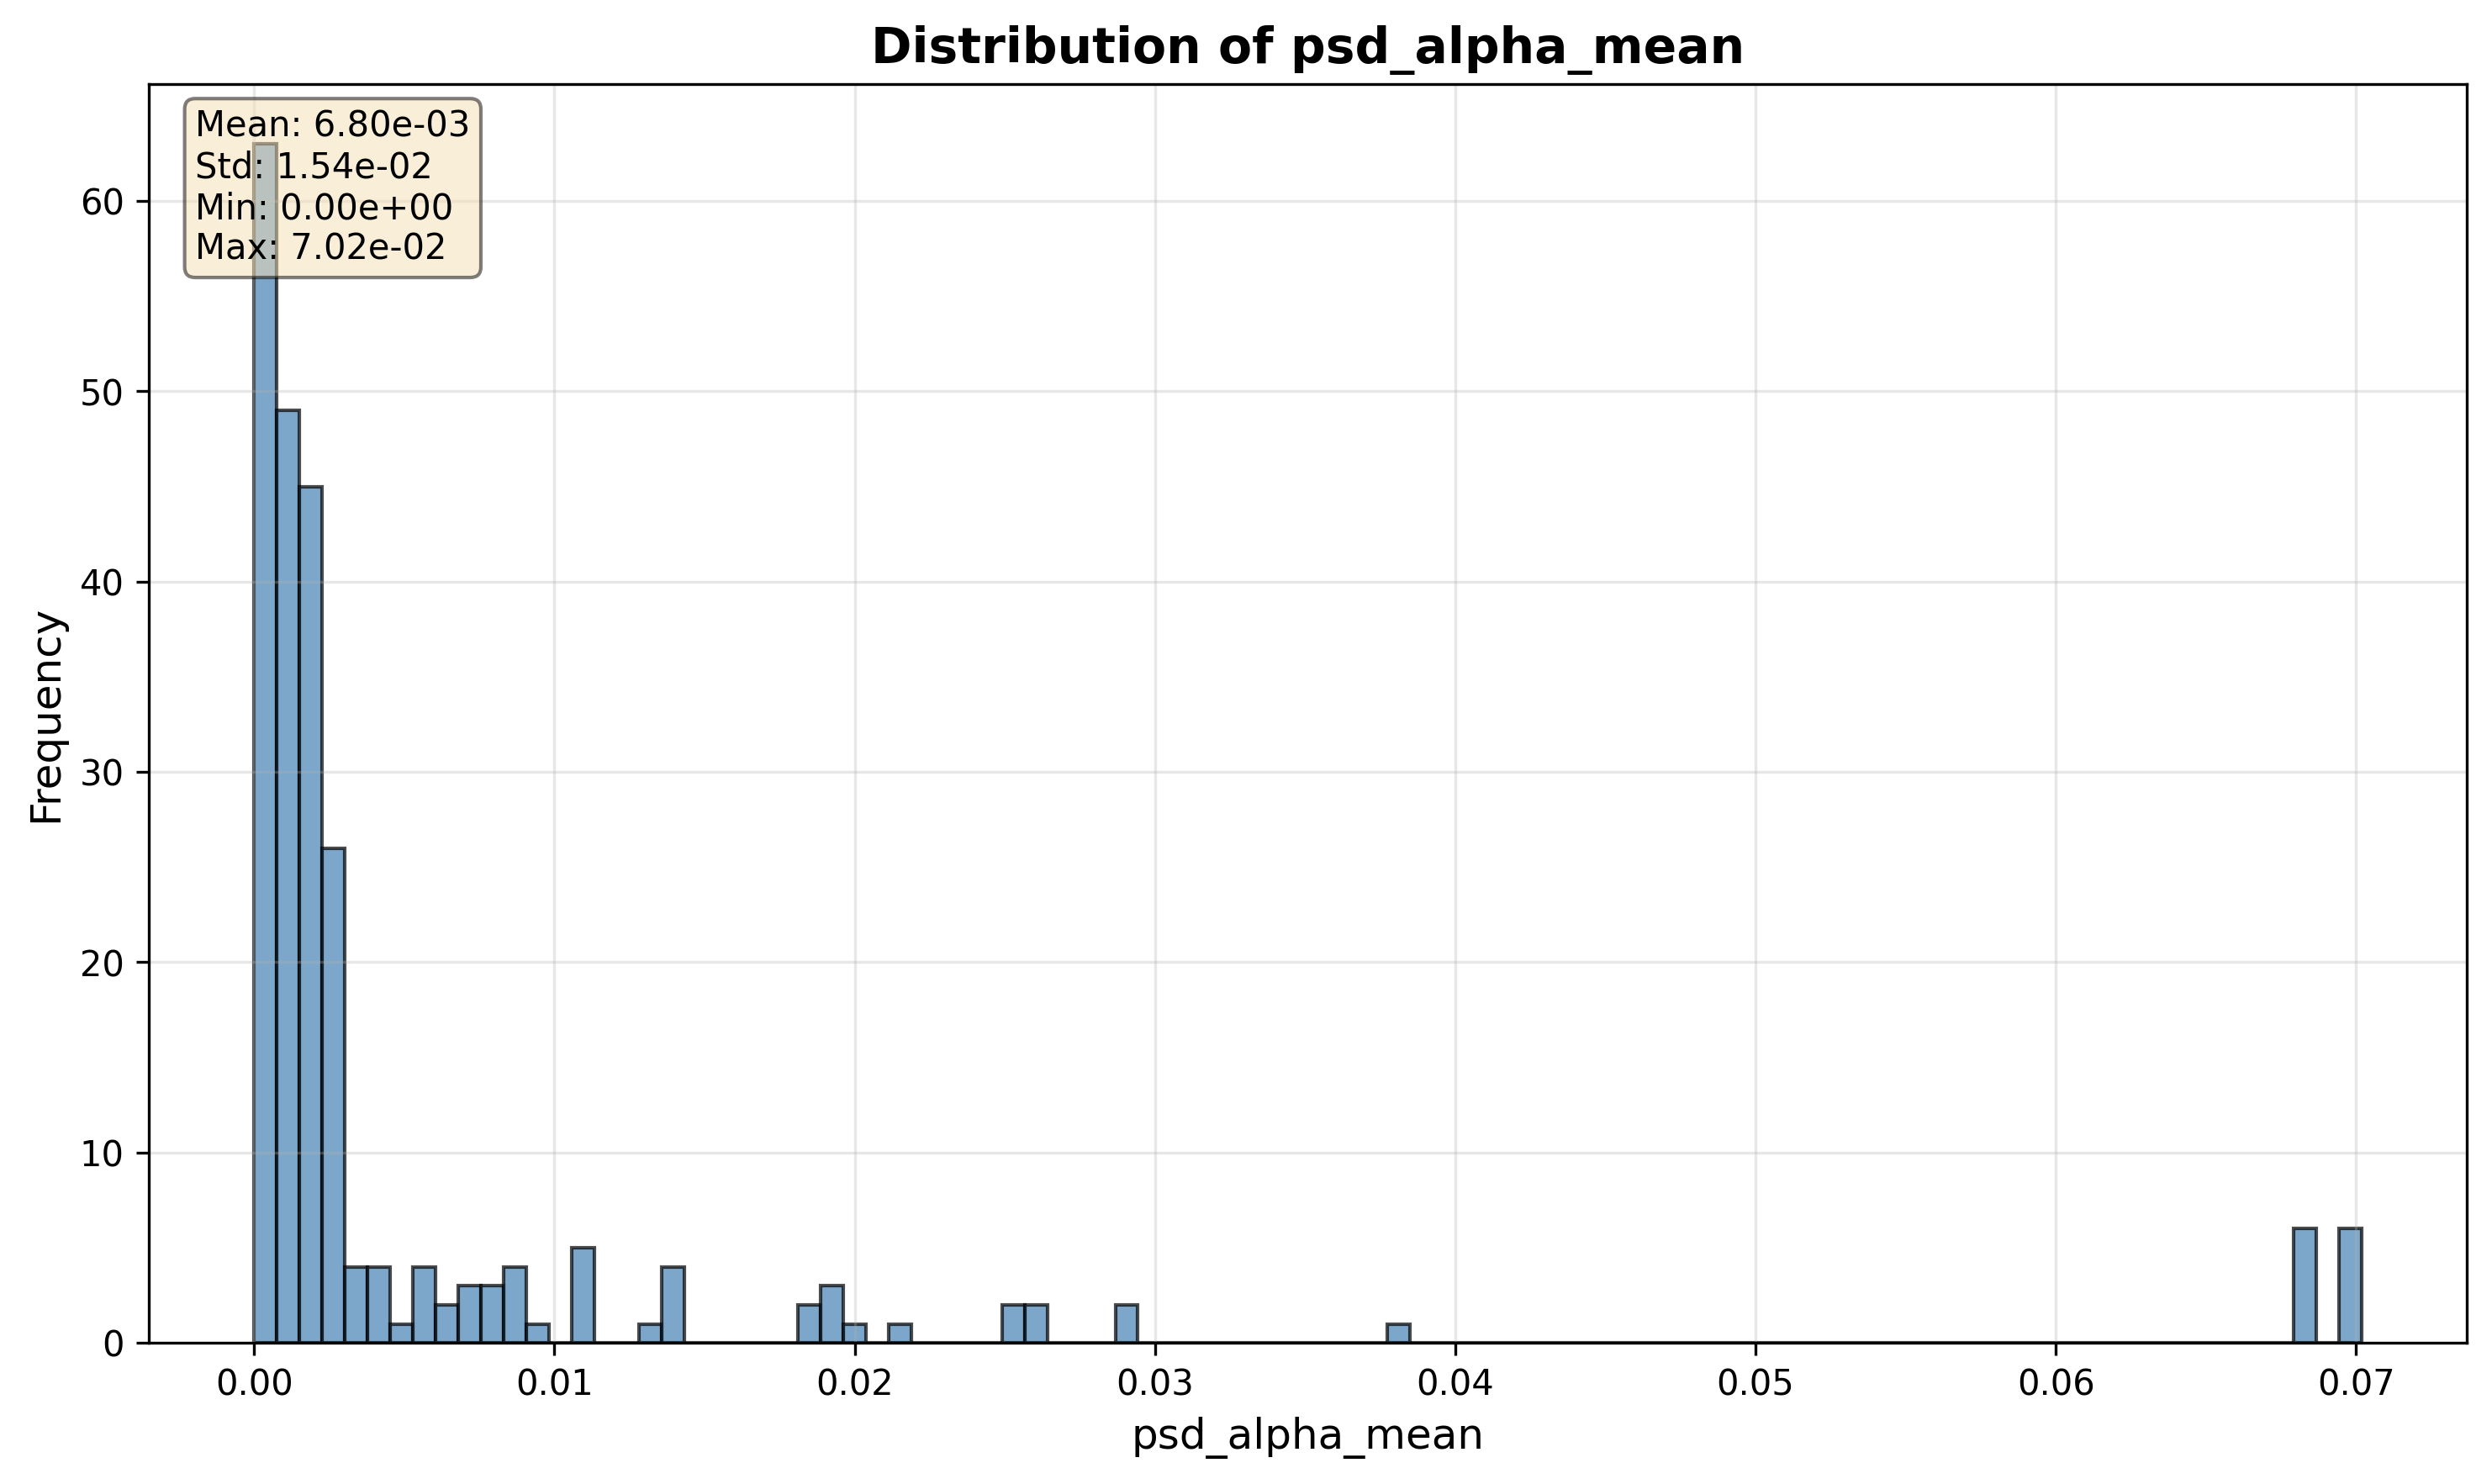 Distribution of psd_alpha_mean
Mean: 6.80e-03
Std: 1.54e-02
Min: 0.00e+00
Max: 7.02e-02
60
50
40
30
20
10
0
Frequency
0.00 0.01 0.02 0.03 0.04 0.05 0.06 0.07
psd_alpha_mean